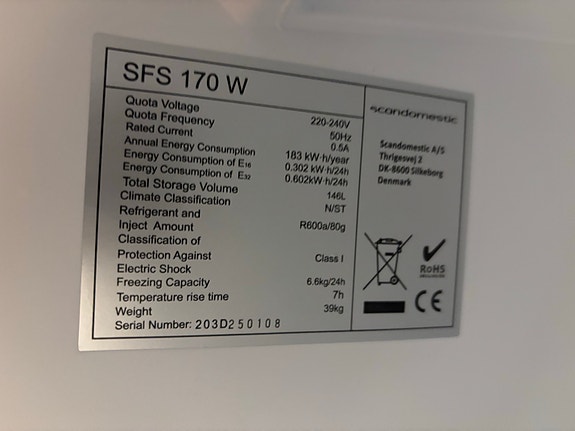 SFS 170 W
Quota Voltage 220-240V
Quota Frequency 50Hz
Rated Current 0.5A
Annual Energy Consumption 183 kW·h/year
Energy Consumption of E16 0.302 kW·h/24h
Energy Consumption of E32 0.602kW·h/24h
Total Storage Volume 146L
Climate Classification N/ST
Refrigerant and
Inject Amount R600a/80g
Classification of
Protection Against Class I
Electric Shock
Freezing Capacity 6.6kg/24h
Temperature rise time 7h
Weight 39kg
Serial Number: 203D250108
scandomestic
Scandomestic A/S
Thrigesvej 2
DK-8600 Silkeborg
Denmark
RoHS
CE